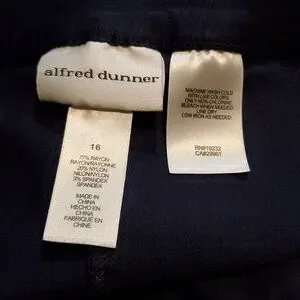 alfred dunner
16
77% RAYON
RAYON/RAYONNE
20% NYLON
NILON/NYLON
3% SPANDEX
SPANDEX
MADE IN
CHINA
HECHO EN
CHINA
FABRIQUÉ EN
CHINE
MACHINE WASH COLD
WITH LIKE COLORS
ONLY NON-CHLORINE
BLEACH WHEN NEEDED
LINE DRY
LOW IRON AS NEEDED
RN#19232
CA#29961